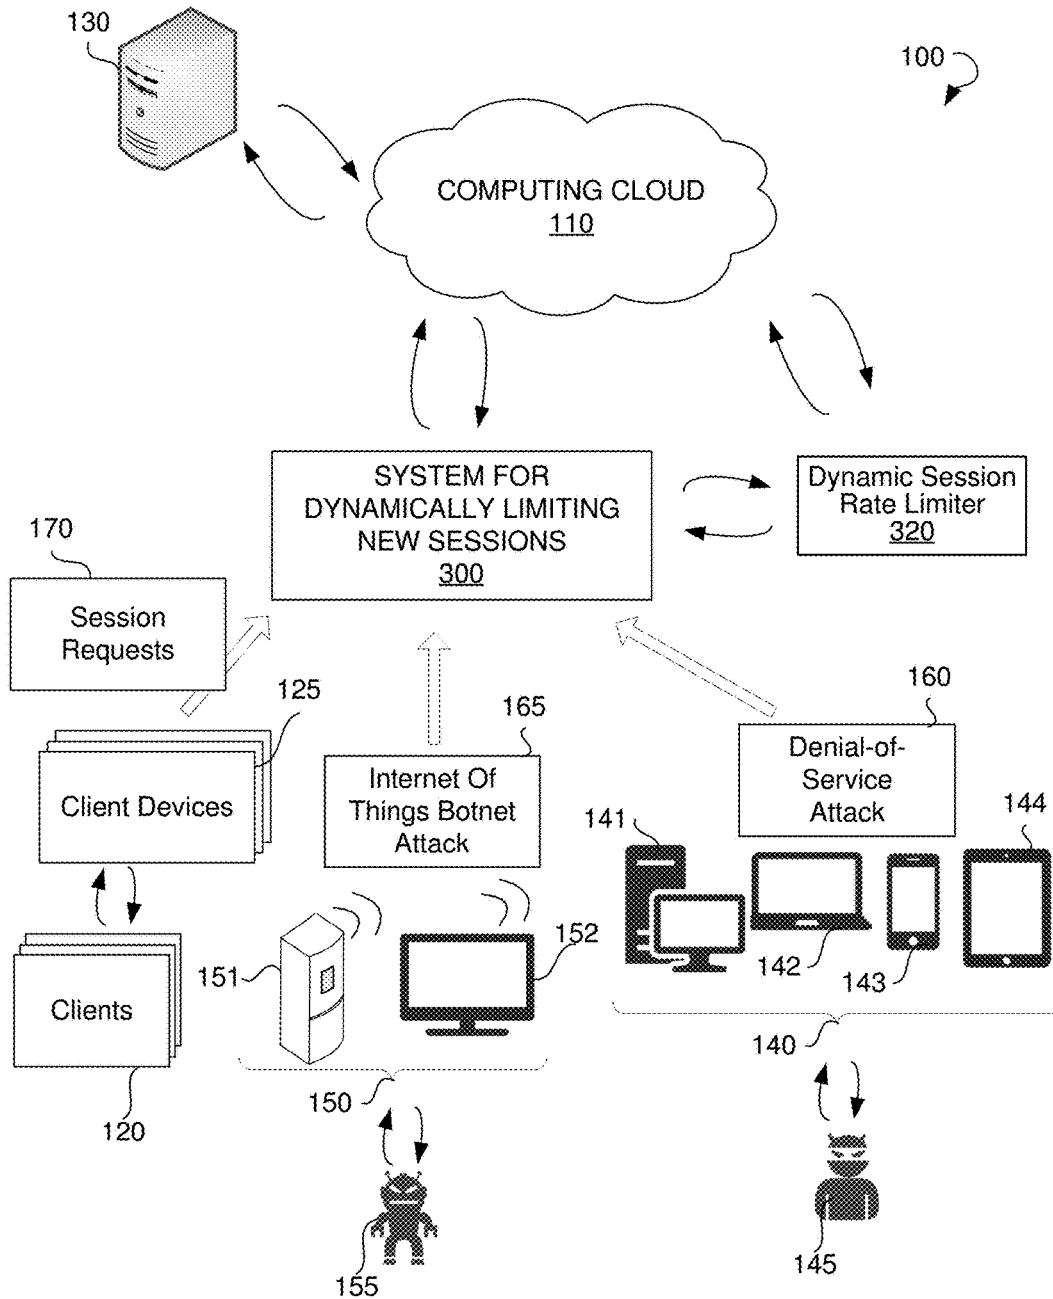 130
100
COMPUTING CLOUD
110
SYSTEM FOR
DYNAMICALLY LIMITING
NEW SESSIONS
300
Dynamic Session
Rate Limiter
320
170
Session
Requests
125
Client Devices
165
Internet Of
Things Botnet
Attack
160
Denial-of-
Service
Attack
141
144
142
143
151
152
Clients
120
150
140
155
145